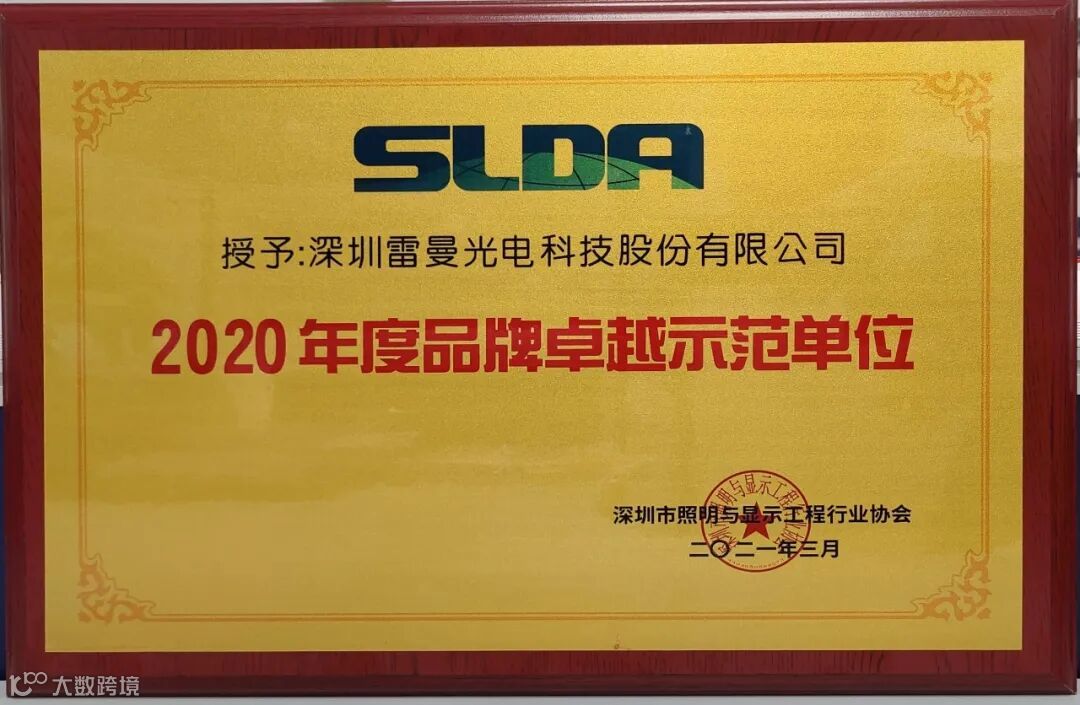 SLDA
授予:深圳雷曼光电科技股份有限公司
2020年度品牌卓越示范单位
深圳市照明与显示工程行业协会
二〇二一年三月
大数跨境